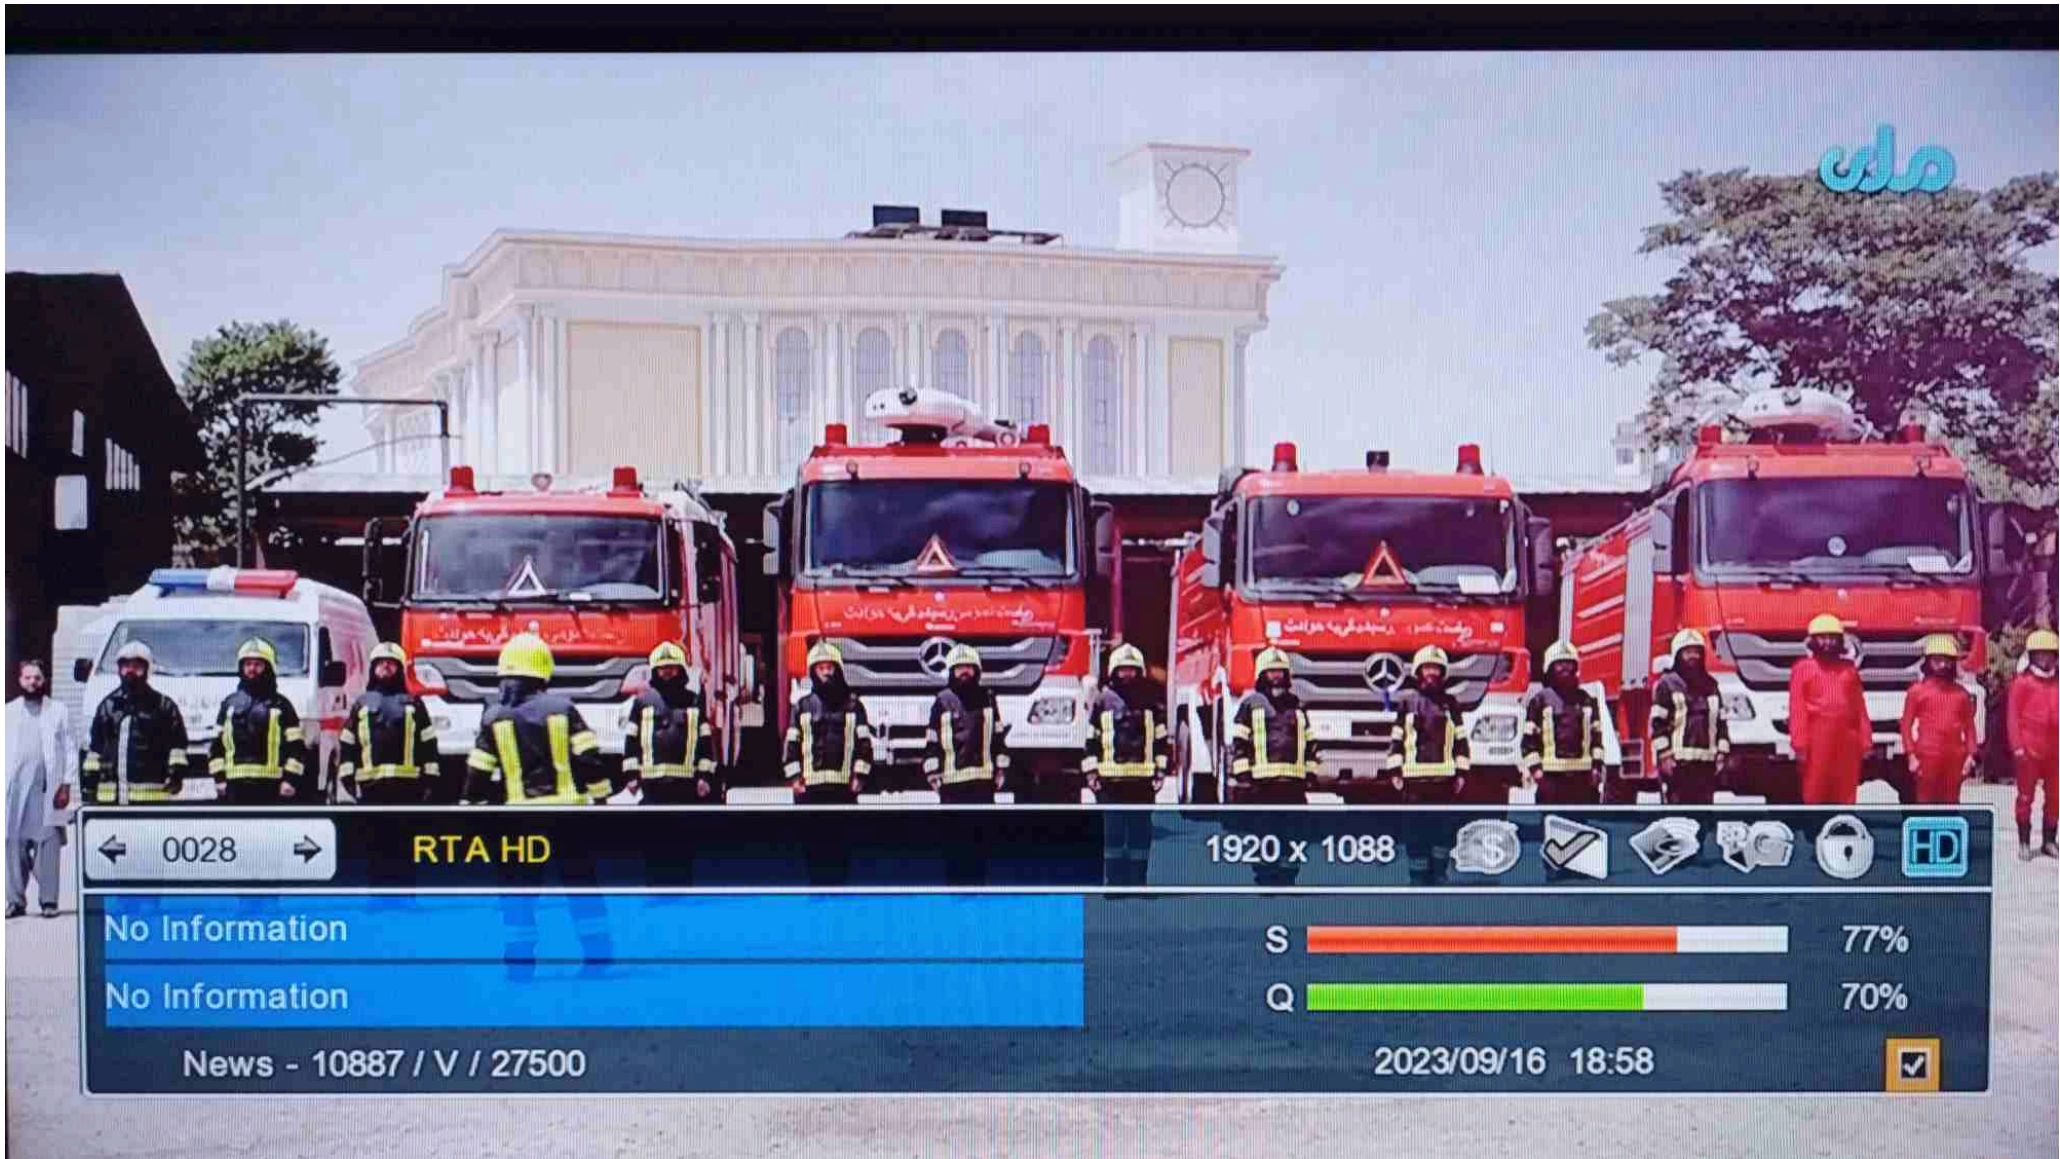 ملی
0028
RTA HD
1920 x 1088
$
HD
No Information
S
77%
No Information
Q
70%
News - 10887 / V / 27500
2023/09/16 18:58